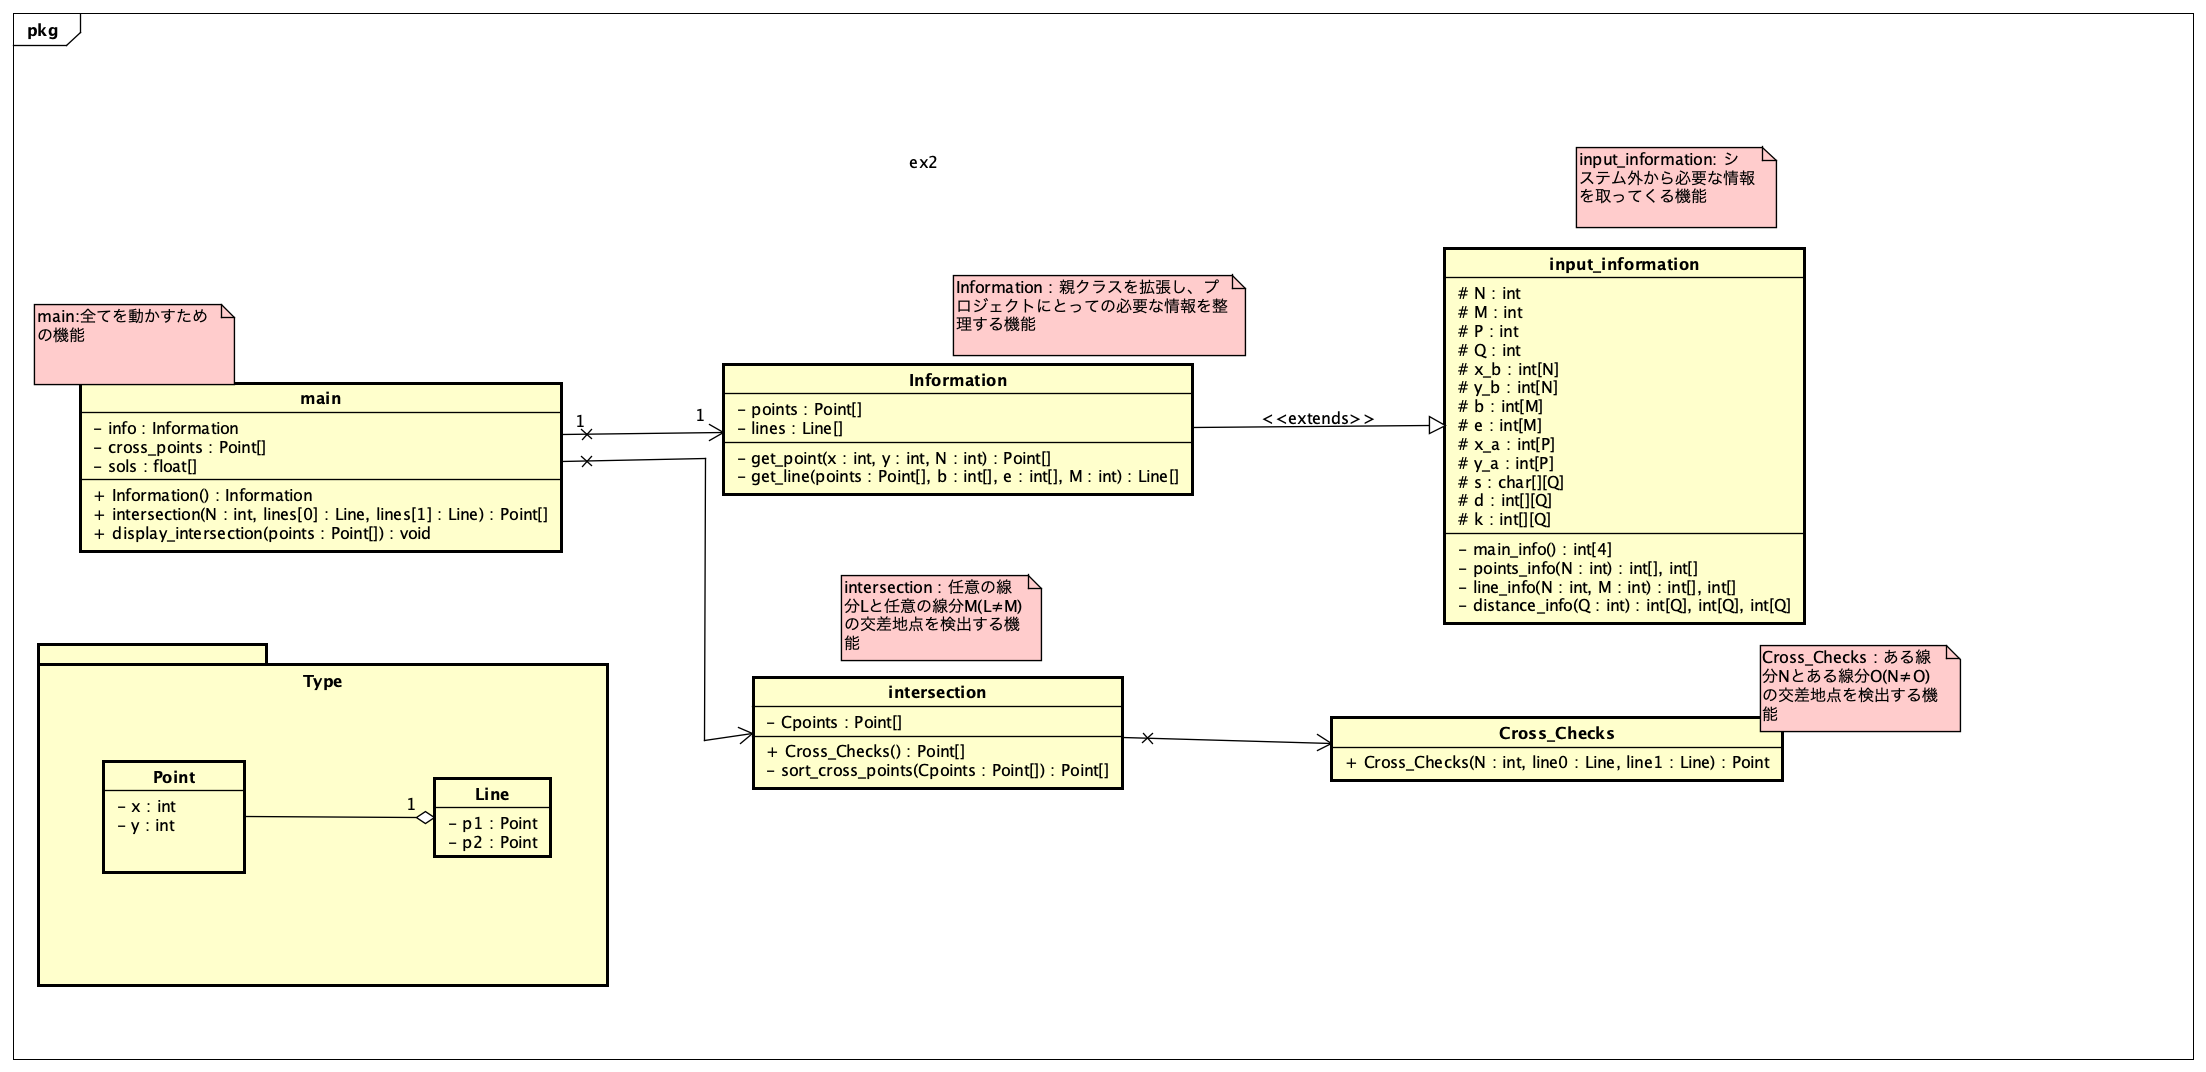 pkg
ex2
input_information: シ
ステム外から必要な情報
を取ってくる機能
input_information
# N : int
# M : int
# P : int
# Q : int
# x_b : int[N]
# y_b : int[N]
# b : int[M]
# e : int[M]
# x_a : int[P]
# y_a : int[P]
# s : char[][Q]
# d : int[][Q]
# k : int[][Q]
- main_info() : int[4]
- points_info(N : int) : int[], int[]
- line_info(N : int, M : int) : int[], int[]
- distance_info(Q : int) : int[Q], int[Q], int[Q]
Information : 親クラスを拡張し、プ
ロジェクトにとっての必要な情報を整
理する機能
Information
- points : Point[]
- lines : Line[]
- get_point(x : int, y : int, N : int) : Point[]
- get_line(points : Point[], b : int[], e : int[], M : int) : Line[]
<<extends>>
main:全てを動かすため
の機能
main
- info : Information
- cross_points : Point[]
- sols : float[]
+ Information() : Information
+ intersection(N : int, lines[0] : Line, lines[1] : Line) : Point[]
+ display_intersection(points : Point[]) : void
1
1
intersection : 任意の線
分Lと任意の線分M(L≠M)
の交差地点を検出する機
能
intersection
- Cpoints : Point[]
+ Cross_Checks() : Point[]
- sort_cross_points(Cpoints : Point[]) : Point[]
Cross_Checks : ある線
分Nとある線分O(N≠O)
の交差地点を検出する機
能
Cross_Checks
+ Cross_Checks(N : int, line0 : Line, line1 : Line) : Point
Type
Point
- x : int
- y : int
1
Line
- p1 : Point
- p2 : Point